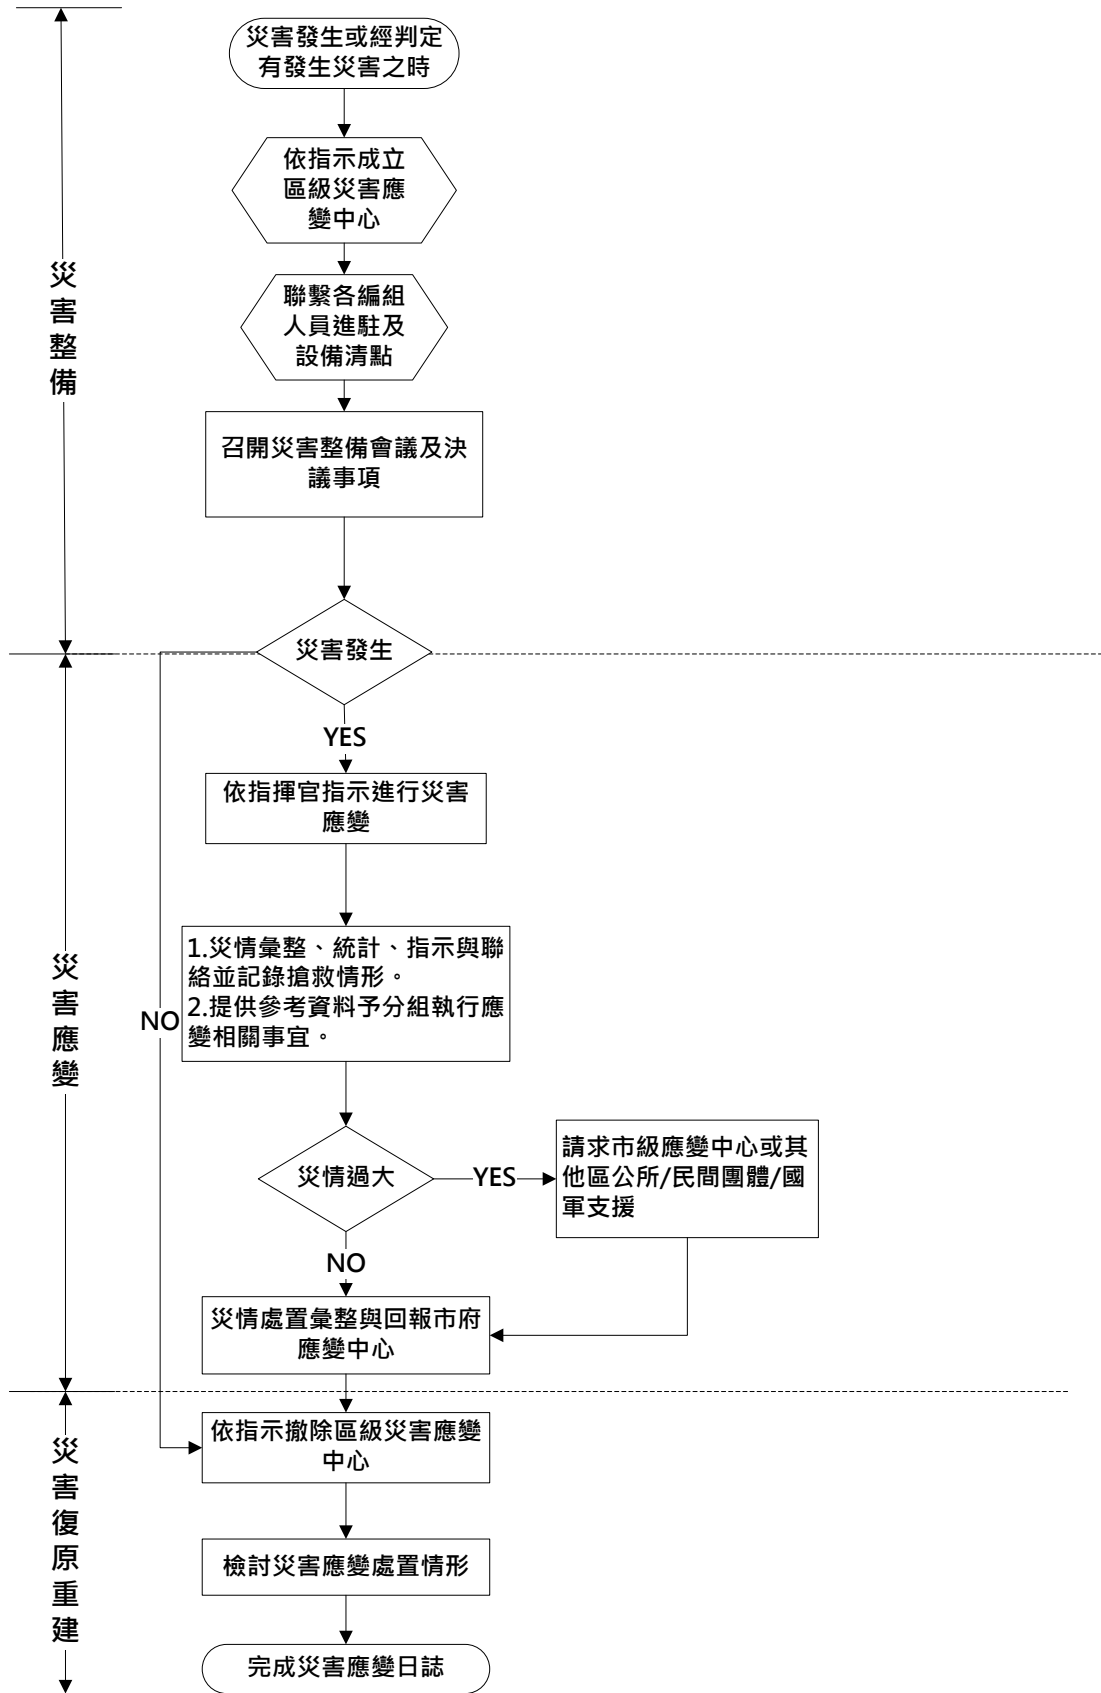 災害發生或經判定
有發生災害之時
依指示成立
區級災害應
變中心
聯繫各編組
人員進駐及
設備清點
災害整備
召開災害整備會議及決
議事項
災害發生
YES
依指揮官指示進行災害
應變
1.災情彙整、統計、指示與聯
絡並記錄搶救情形。
2.提供參考資料予分組執行應
變相關事宜。
NO
災害應變
災情過大
YES
請求市級應變中心或其
他區公所/民間團體/國
軍支援
NO
災情處置彙整與回報市府
應變中心
依指示撤除區級災害應變
中心
災害復原重建
檢討災害應變處置情形
完成災害應變日誌